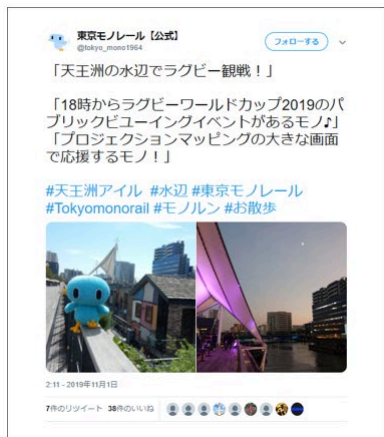 東京モノレール【公式】
@tokyo_mono1964
フォローする
「天王洲の水辺でラグビー観戦！」
「18時からラグビーワールドカップ2019のパ
ブリックビューイングイベントがあるモノ♪」
「プロジェクションマッピングの大きな画面
で応援するモノ！」
#天王洲アイル #水辺 #東京モノレール
#Tokyomonorail #モノルン #お散歩
2:11 - 2019年11月1日
7件のリツイート 38件のいいね